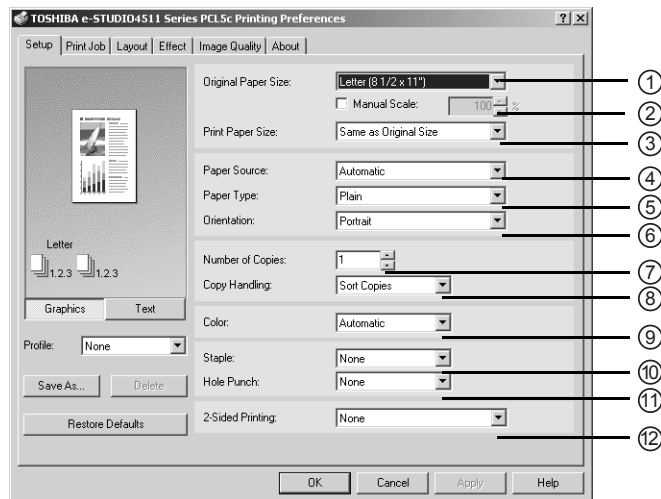 TOSHIBA e-STUDIO4511 Series PCL5c Printing Preferences
Setup Print Job Layout Effect Image Quality About
Original Paper Size: Letter (8 1/2 x 11") ①
Manual Scale: 100 % ②
Print Paper Size: Same as Original Size ③
Paper Source: Automatic ④
Paper Type: Plain ⑤
Orientation: Portrait ⑥
Letter
1.2.3 1.2.3
Number of Copies: 1 ⑦
Copy Handling: Sort Copies ⑧
Graphics Text
Color: Automatic ⑨
Profile: None
Staple: None ⑩
Hole Punch: None ⑪
Save As... Delete
Restore Defaults
2-Sided Printing: None ⑫
OK Cancel Apply Help